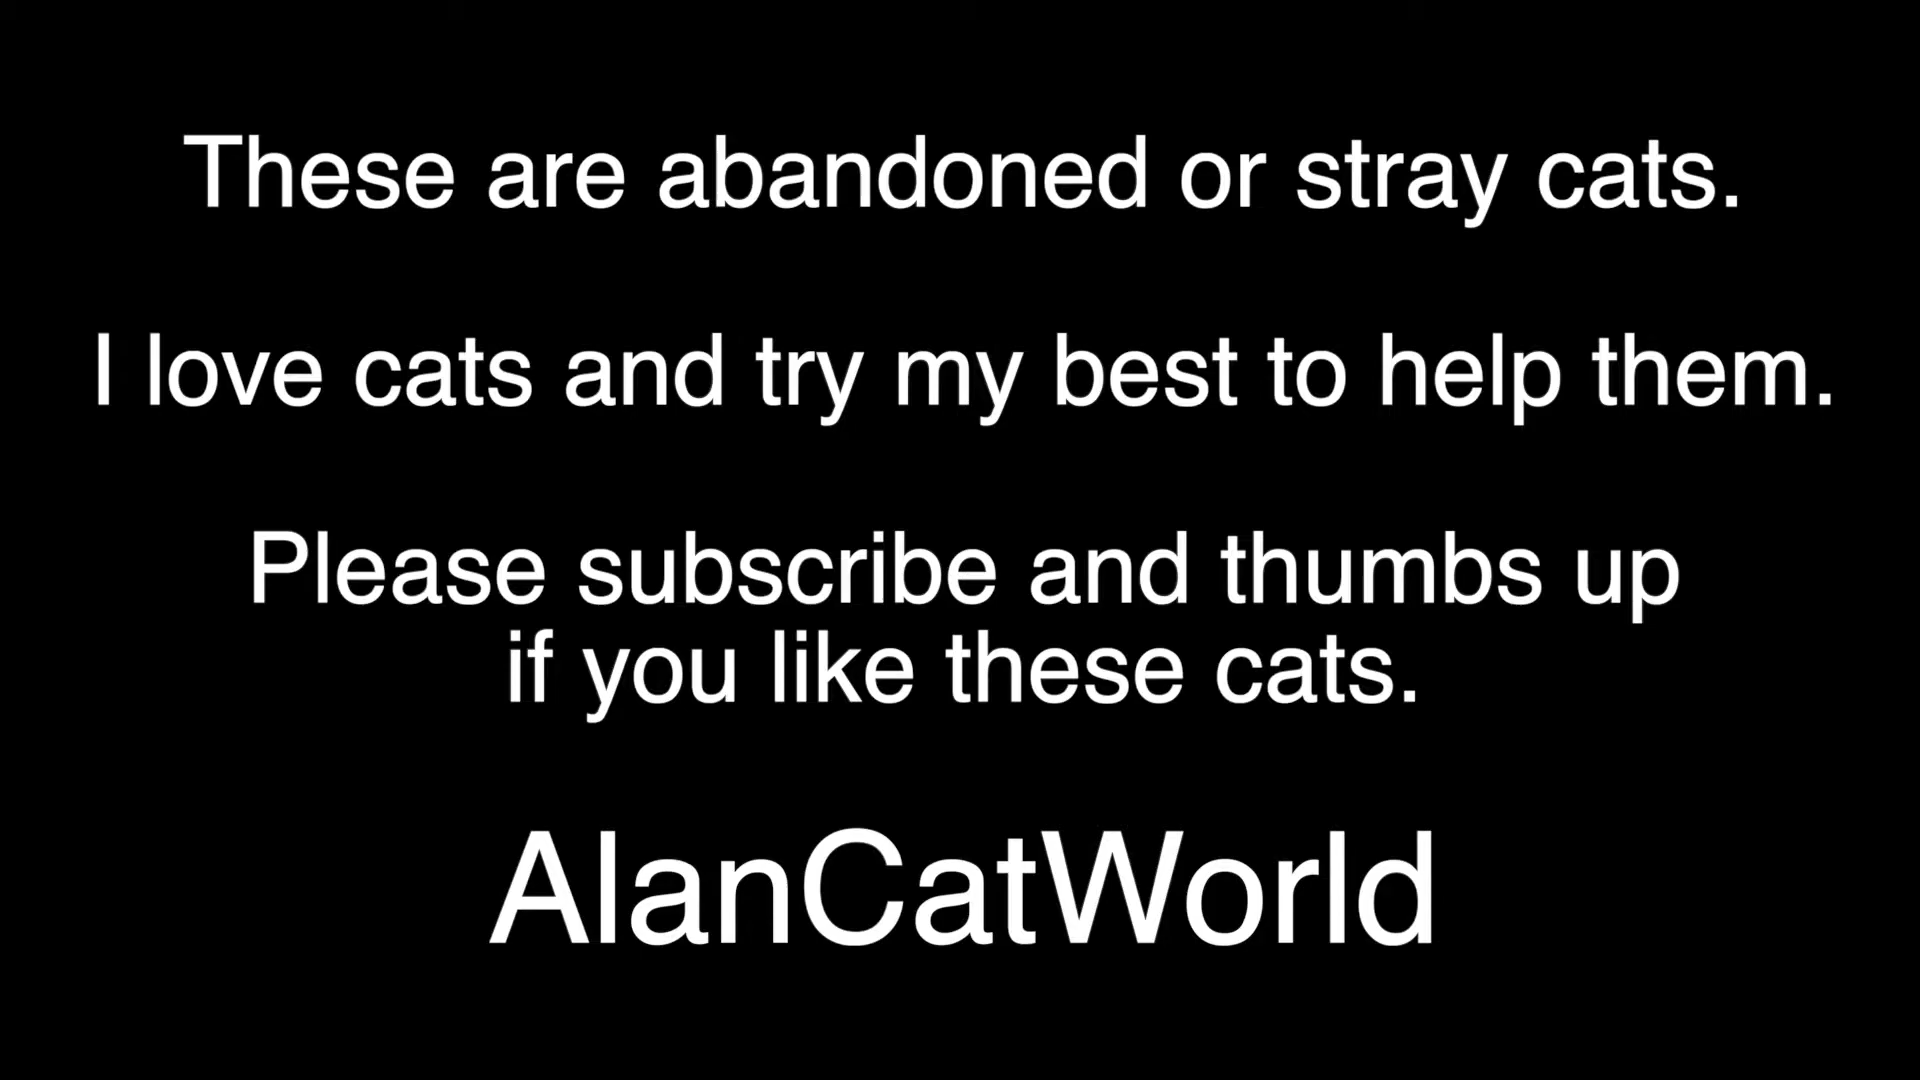 These are abandoned or stray cats.
I love cats and try my best to help them.
Please subscribe and thumbs up
if you like these cats.
AlanCatWorld